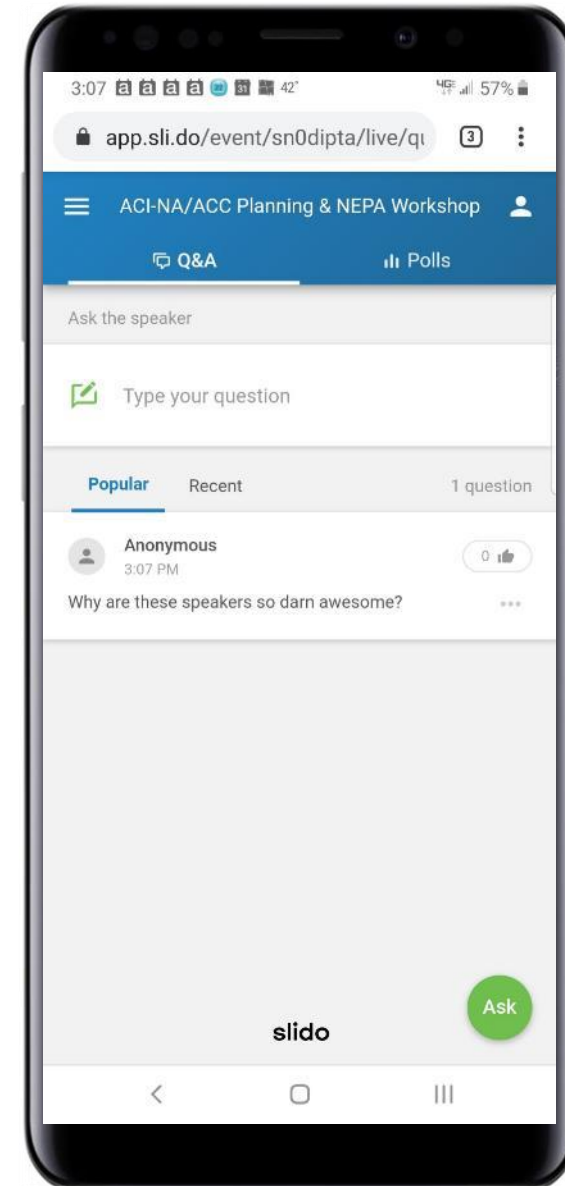 3:07 31 42° 4GE 57%
app.sli.do/event/sn0dipta/live/qu 3
ACI-NA/ACC Planning & NEPA Workshop
Q&A Polls
Ask the speaker
Type your question
Popular Recent 1 question
Anonymous
3:07 PM
0
Why are these speakers so darn awesome?
Ask
slido